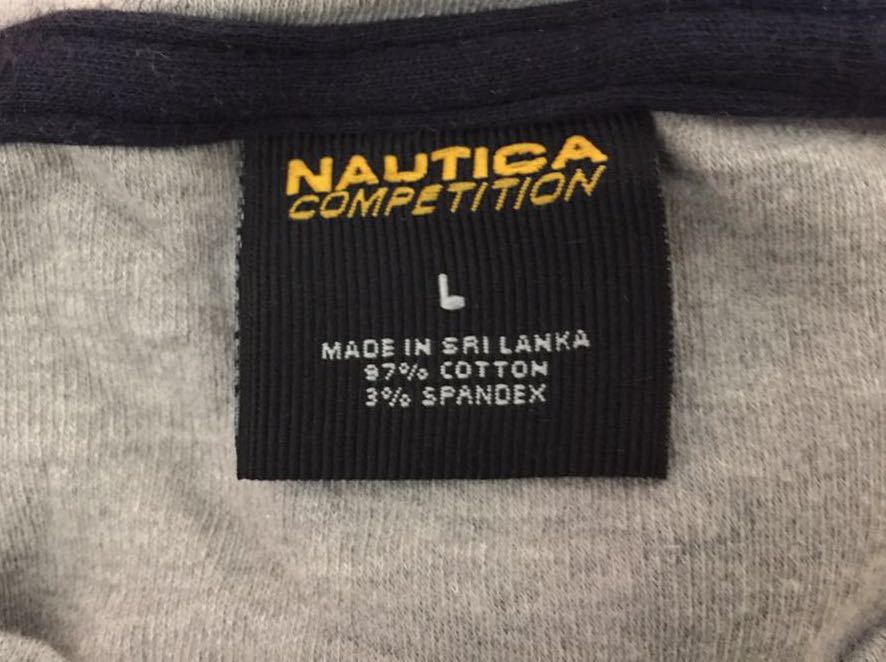 NAUTICA
COMPETITION
L
MADE IN SRI LANKA
97% COTTON
3% SPANDEX